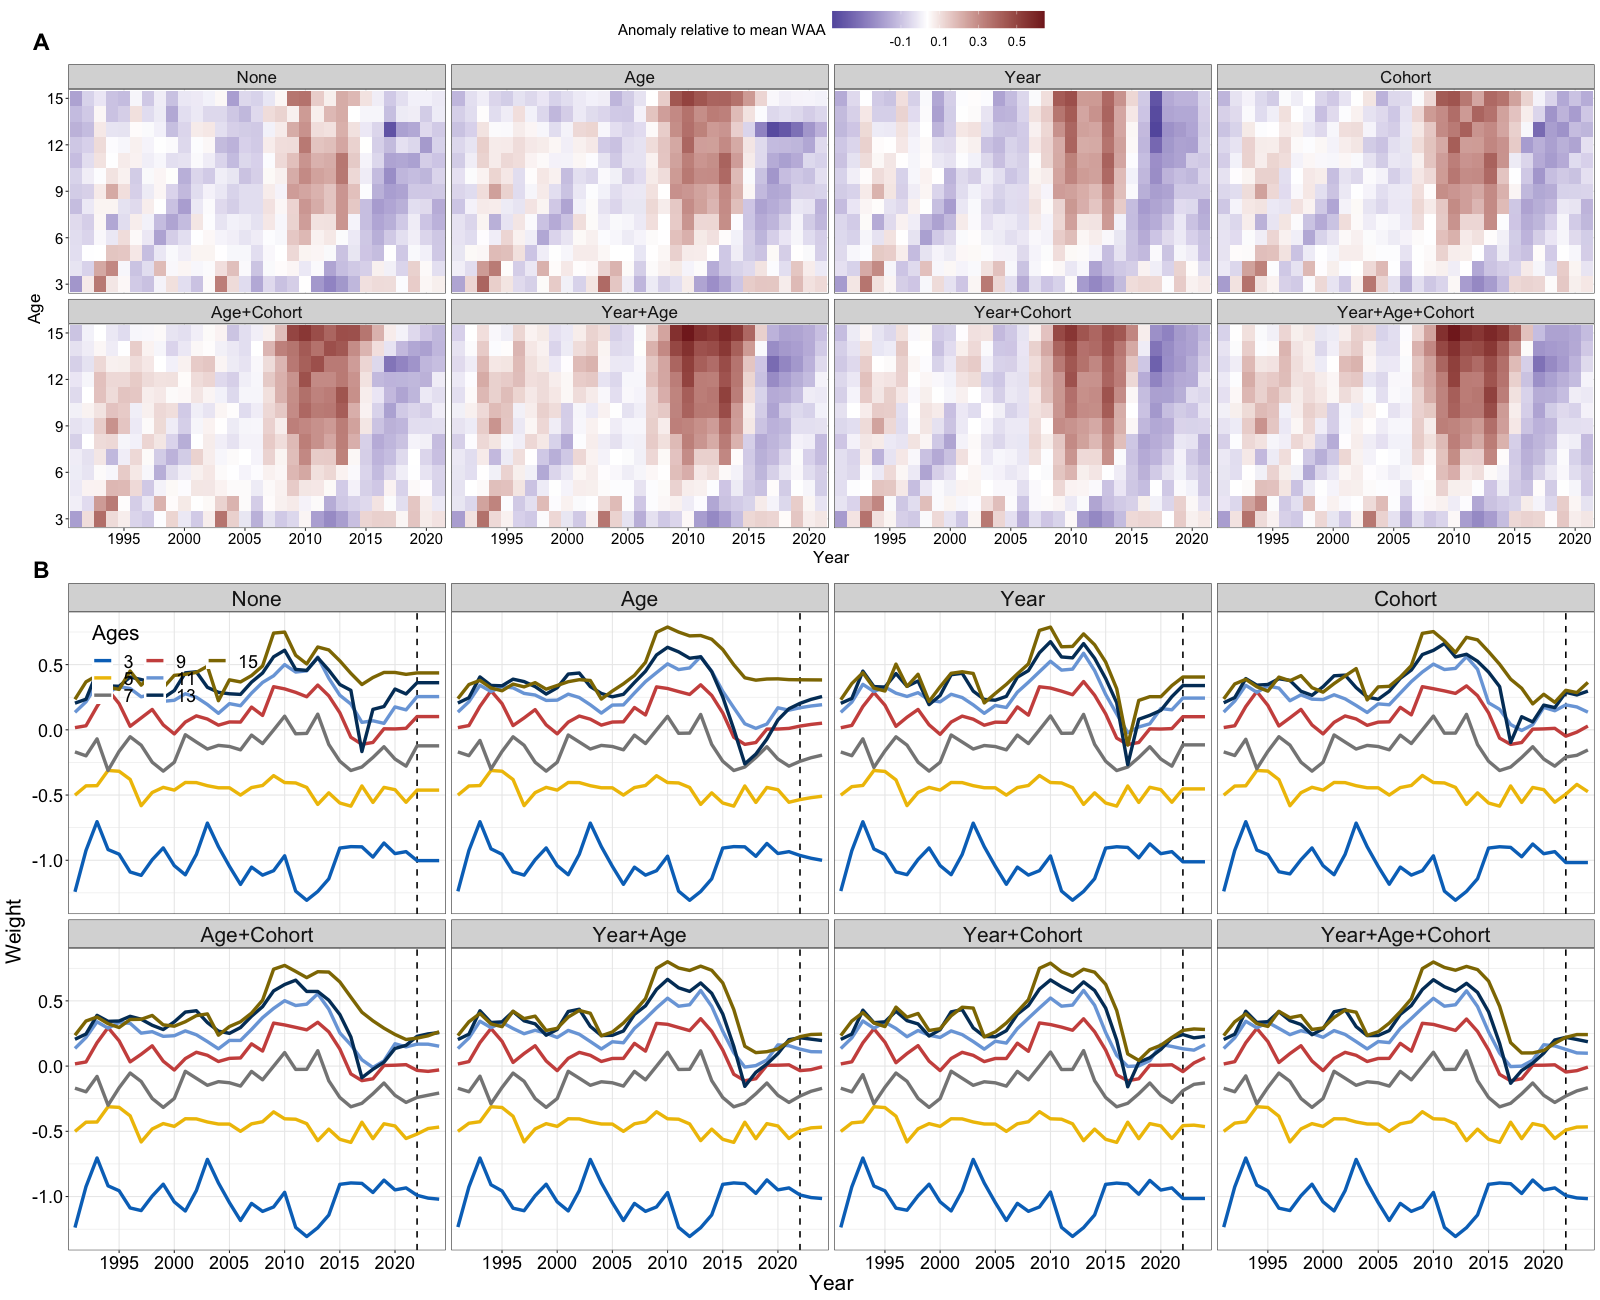 Anomaly relative to mean WAA
-0.1 0.1 0.3 0.5
A
None Age Year Cohort
15
12
9
6
3
Age
Age+Cohort Year+Age Year+Cohort Year+Age+Cohort
15
12
9
6
3
1995 2000 2005 2010 2015 2020 1995 2000 2005 2010 2015 2020 1995 2000 2005 2010 2015 2020 1995 2000 2005 2010 2015 2020
Year
B
None Age Year Cohort
Ages
3 9 15
5 11
7 13
0.5
0.0
-0.5
-1.0
Weight
Age+Cohort Year+Age Year+Cohort Year+Age+Cohort
0.5
0.0
-0.5
-1.0
1995 2000 2005 2010 2015 2020 1995 2000 2005 2010 2015 2020 1995 2000 2005 2010 2015 2020 1995 2000 2005 2010 2015 2020
Year